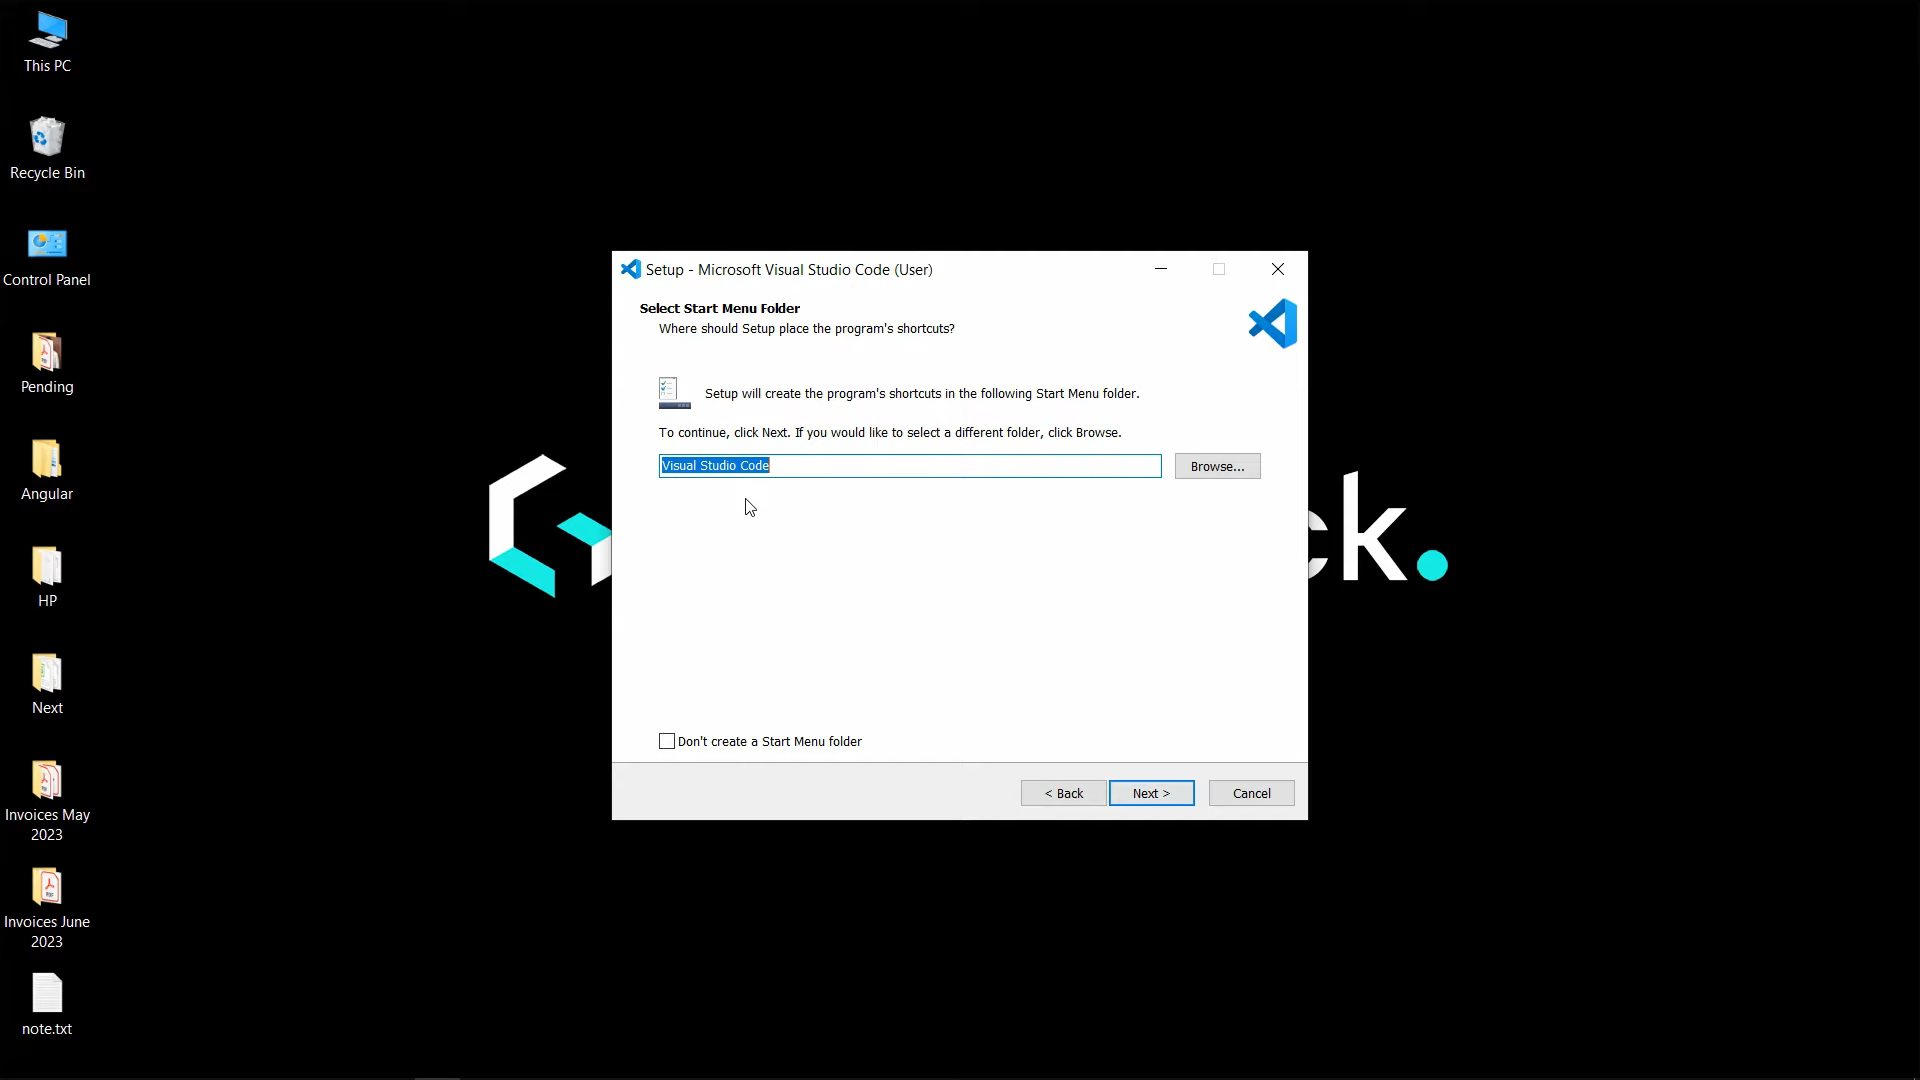 This PC
Recycle Bin
Control Panel
Pending
Angular
HP
Next
Invoices May
2023
Invoices June
2023
note.txt
Setup - Microsoft Visual Studio Code (User)
Select Start Menu Folder
Where should Setup place the program's shortcuts?
Setup will create the program's shortcuts in the following Start Menu folder.
To continue, click Next. If you would like to select a different folder, click Browse.
Visual Studio Code
Browse...
Don't create a Start Menu folder
< Back
Next >
Cancel
ck.